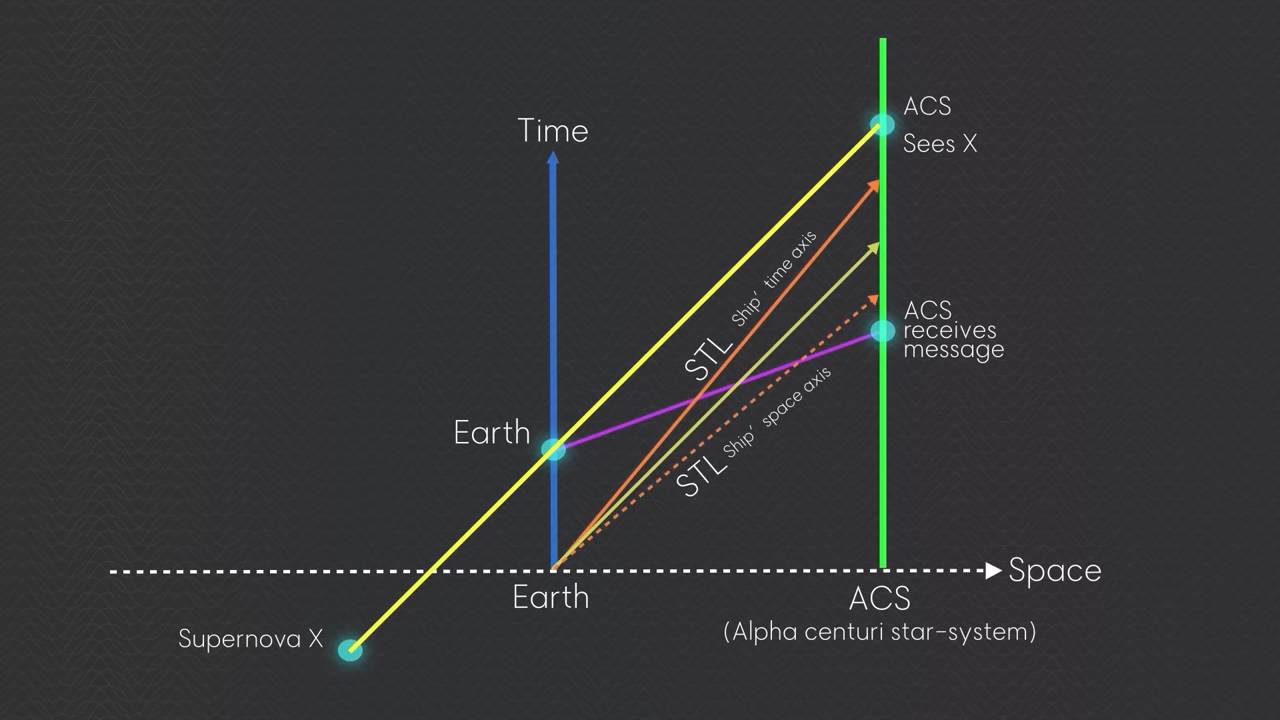 Time
ACS
Sees X
STL Ship' time axis
ACS
receives
message
Earth
STL Ship' space axis
Space
Earth
ACS
(Alpha centuri star-system)
Supernova X